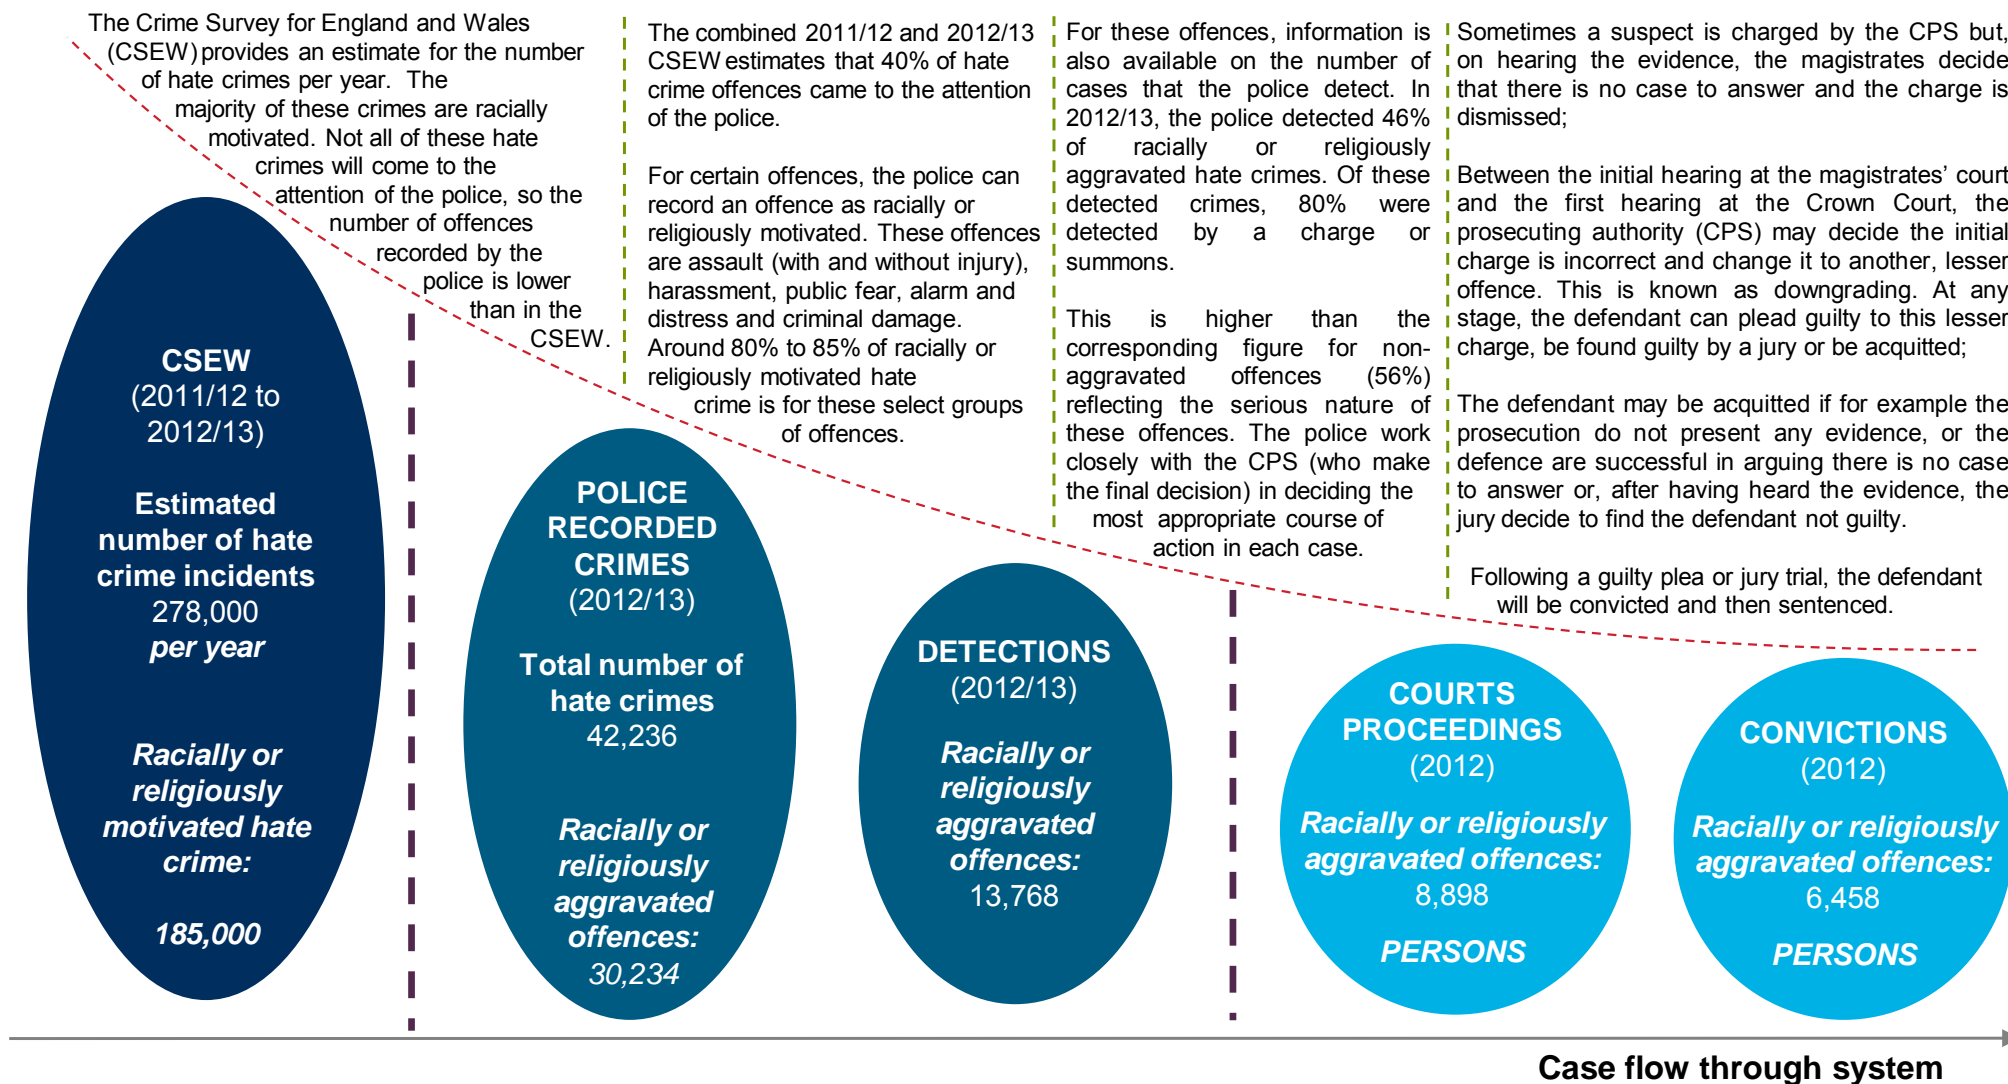 The Crime Survey for England and Wales
(CSEW) provides an estimate for the number
of hate crimes per year. The
majority of these crimes are racially
motivated. Not all of these hate
crimes will come to the
attention of the police, so the
number of offences
recorded by the
police is lower
than in the
CSEW.
The combined 2011/12 and 2012/13
CSEW estimates that 40% of hate
crime offences came to the attention
of the police.
For certain offences, the police can
record an offence as racially or
religiously motivated. These offences
are assault (with and without injury),
harassment, public fear, alarm and
distress and criminal damage.
Around 80% to 85% of racially or
religiously motivated hate
crime is for these select groups
of offences.
For these offences, information is
also available on the number of
cases that the police detect. In
2012/13, the police detected 46%
of racially or religiously
aggravated hate crimes. Of these
detected crimes, 80% were
detected by a charge or
summons.
This is higher than the
corresponding figure for non-
aggravated offences (56%)
reflecting the serious nature of
these offences. The police work
closely with the CPS (who make
the final decision) in deciding the
most appropriate course of
action in each case.
Sometimes a suspect is charged by the CPS but,
on hearing the evidence, the magistrates decide
that there is no case to answer and the charge is
dismissed;
Between the initial hearing at the magistrates' court
and the first hearing at the Crown Court, the
prosecuting authority (CPS) may decide the initial
charge is incorrect and change it to another, lesser
offence. This is known as downgrading. At any
stage, the defendant can plead guilty to this lesser
charge, be found guilty by a jury or be acquitted;
The defendant may be acquitted if for example the
prosecution do not present any evidence, or the
defence are successful in arguing there is no case
to answer or, after having heard the evidence, the
jury decide to find the defendant not guilty.
Following a guilty plea or jury trial, the defendant
will be convicted and then sentenced.
CSEW
(2011/12 to
2012/13)
Estimated
number of hate
crime incidents
278,000
per year
Racially or
religiously
motivated hate
crime:
185,000
POLICE
RECORDED
CRIMES
(2012/13)
Total number of
hate crimes
42,236
Racially or
religiously
aggravated
offences:
30,234
DETECTIONS
(2012/13)
Racially or
religiously
aggravated
offences:
13,768
COURTS
PROCEEDINGS
(2012)
Racially or religiously
aggravated offences:
8,898
PERSONS
CONVICTIONS
(2012)
Racially or religiously
aggravated offences:
6,458
PERSONS
Case flow through system